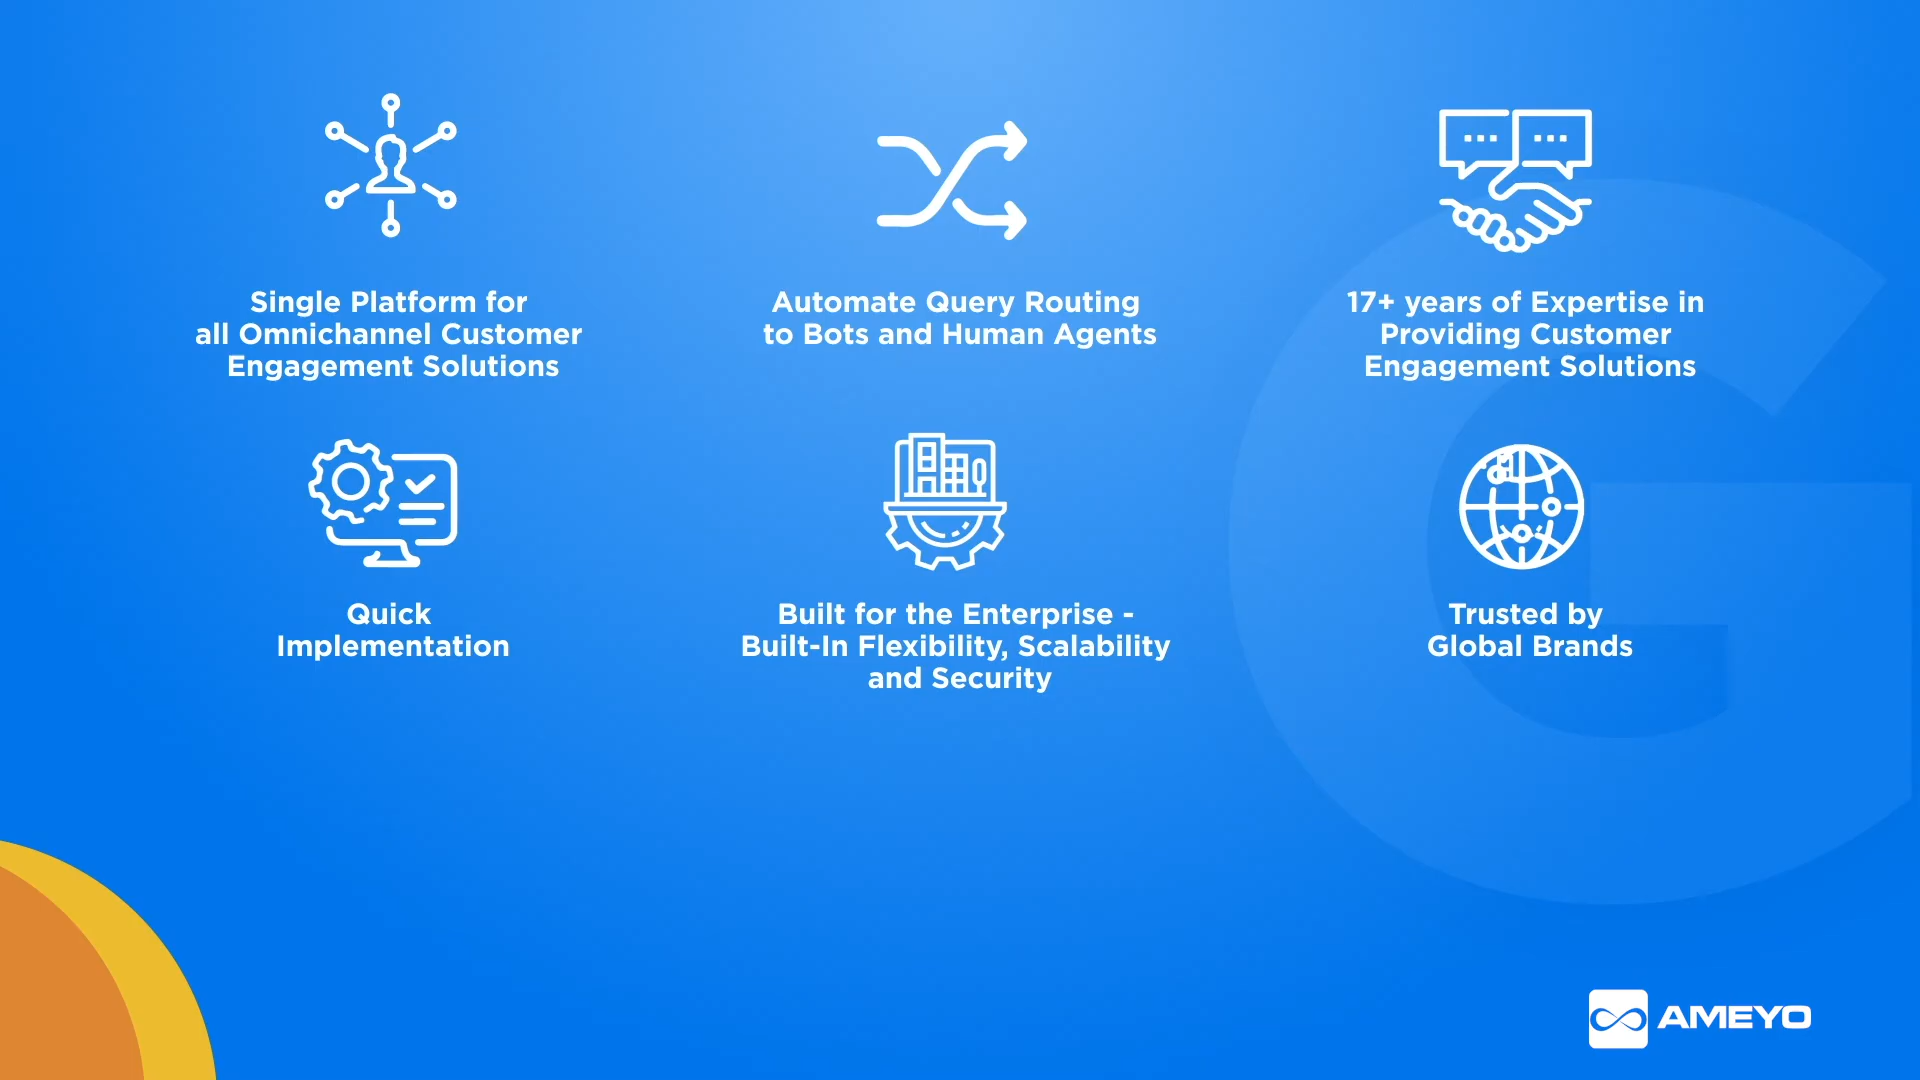 Single Platform for
all Omnichannel Customer
Engagement Solutions
Automate Query Routing
to Bots and Human Agents
17+ years of Expertise in
Providing Customer
Engagement Solutions
Quick
Implementation
Built for the Enterprise -
Built-In Flexibility, Scalability
and Security
Trusted by
Global Brands
G
AMEYO